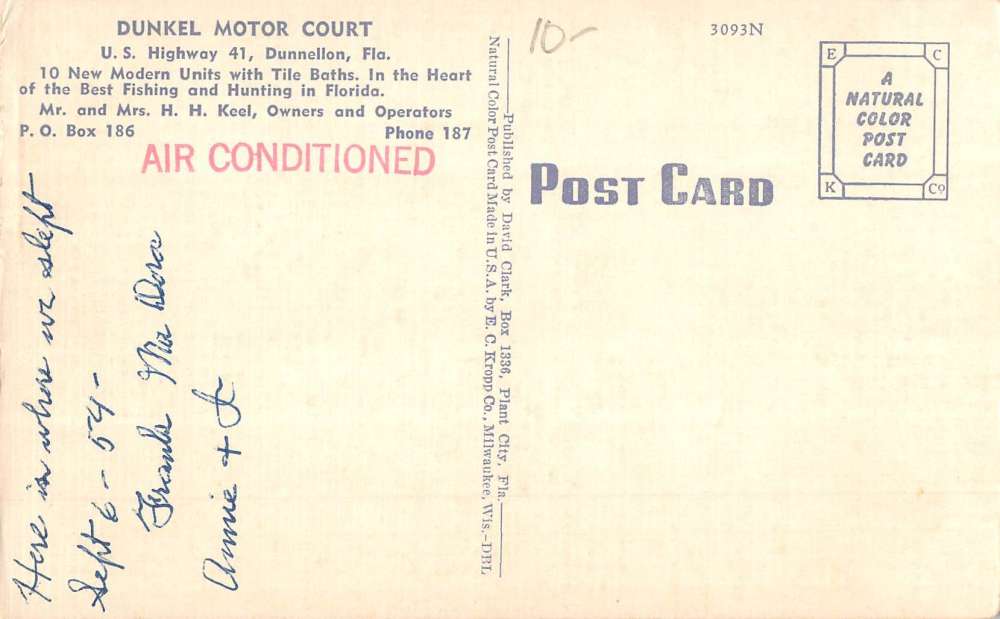 DUNKEL MOTOR COURT
U. S. Highway 41, Dunnellon, Fla.
10 New Modern Units with Tile Baths. In the Heart
of the Best Fishing and Hunting in Florida.
Mr. and Mrs. H. H. Keel, Owners and Operators
P. O. Box 186 Phone 187
AIR CONDITIONED
Here is where we slept
Sept 6 - 54 -
Frank
Annie +
Published by David Clark, Box 1336, Plant City, Fla.
Natural Color Post Card Made in U.S.A. by E. C. Kropp Co., Milwaukee, Wis.-DBL
10-
3093N
POST CARD
E C
A
NATURAL
COLOR
POST
CARD
K Co